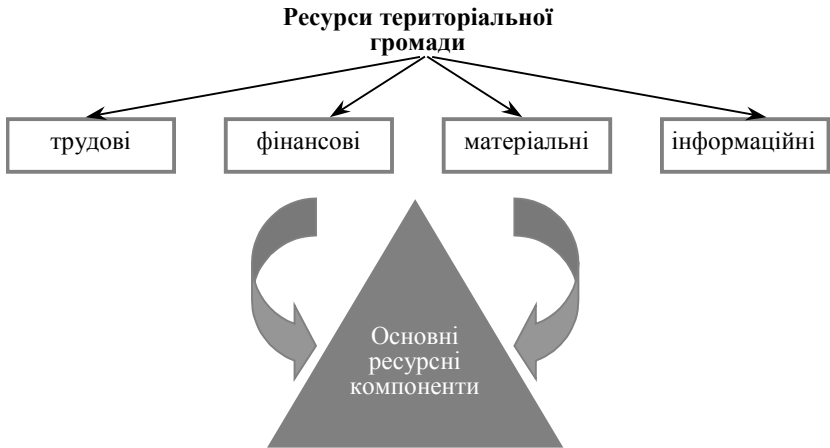 Ресурси територіальної
громади
трудові
фінансові
матеріальні
інформаційні
Основні
ресурсні
компоненти